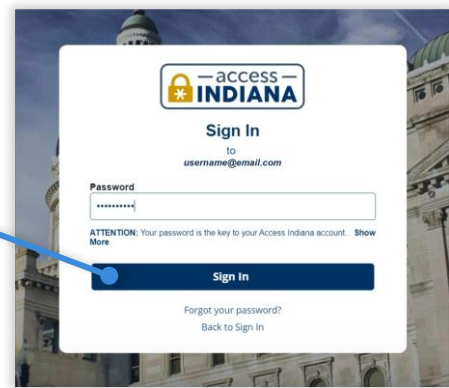 access
INDIANA
Sign In
to
username@email.com
Password
••••••••••
ATTENTION: Your password is the key to your Access Indiana account. Show
More
Sign In
Forgot your password?
Back to Sign In